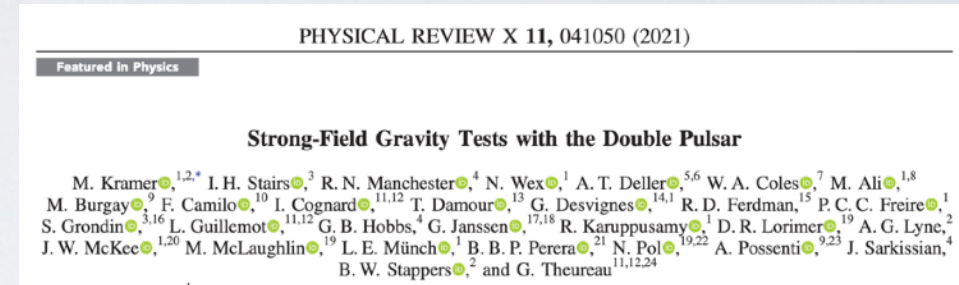 PHYSICAL REVIEW X 11, 041050 (2021)
Featured in Physics
Strong-Field Gravity Tests with the Double Pulsar
M. Kramer,1,2,* I. H. Stairs,3 R. N. Manchester,4 N. Wex,1 A. T. Deller,5,6 W. A. Coles,7 M. Ali,1,8
M. Burgay,9 F. Camilo,10 I. Cognard,11,12 T. Damour,13 G. Desvignes,14,1 R. D. Ferdman,15 P. C. C. Freire,1
S. Grondin,3,16 L. Guillemot,11,12 G. B. Hobbs,4 G. Janssen,17,18 R. Karuppusamy,1 D. R. Lorimer,19 A. G. Lyne,2
J. W. McKee,1,20 M. McLaughlin,19 L. E. Münch,1 B. B. P. Perera,21 N. Pol,19,22 A. Possenti,9,23 J. Sarkissian,4
B. W. Stappers,2 and G. Theureau11,12,24